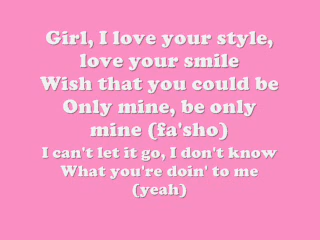 Girl, I love your style,
love your smile
Wish that you could be
Only mine, be only
mine (fa'sho)
I can't let it go, I don't know
What you're doin' to me
(yeah)